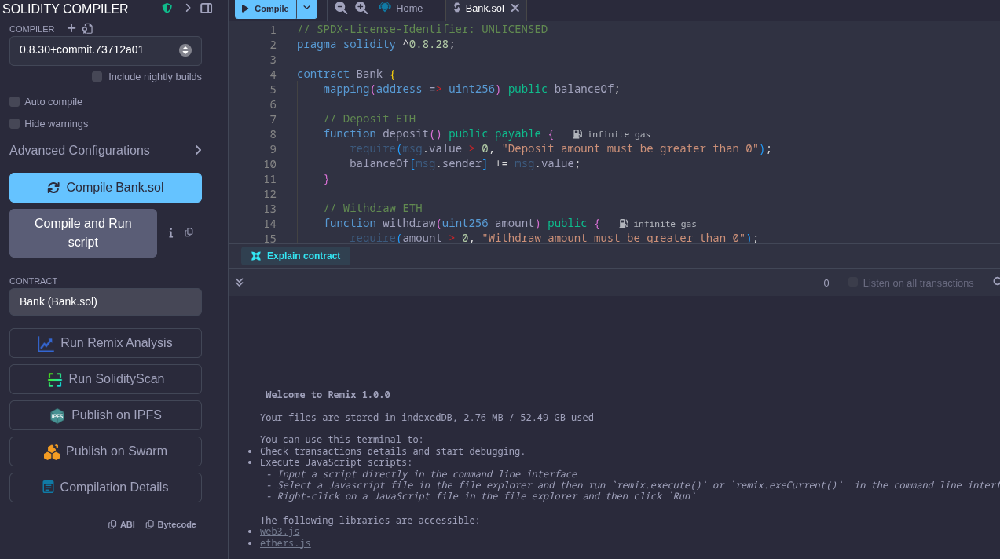 SOLIDITY COMPILER
COMPILER
0.8.30+commit.73712a01
Include nightly builds
Auto compile
Hide warnings
Advanced Configurations
Compile Bank.sol
Compile and Run
script
CONTRACT
Bank (Bank.sol)
Run Remix Analysis
Run SolidityScan
IPFS Publish on IPFS
Publish on Swarm
Compilation Details
ABI Bytecode
Compile Home Bank.sol
1 // SPDX-License-Identifier: UNLICENSED
2 pragma solidity ^0.8.28;
3
4 contract Bank {
5 mapping(address => uint256) public balanceOf;
6
7 // Deposit ETH
8 function deposit() public payable { infinite gas
9 require(msg.value > 0, "Deposit amount must be greater than 0");
10 balanceOf[msg.sender] += msg.value;
11 }
12
13 // Withdraw ETH
14 function withdraw(uint256 amount) public { infinite gas
15 require(amount > 0, "Withdraw amount must be greater than 0");
Explain contract
0 Listen on all transactions
Welcome to Remix 1.0.0
Your files are stored in indexedDB, 2.76 MB / 52.49 GB used
You can use this terminal to:
• Check transactions details and start debugging.
• Execute JavaScript scripts:
- Input a script directly in the command line interface
- Select a Javascript file in the file explorer and then run `remix.execute()` or `remix.exeCurrent()` in the command line interf
- Right-click on a JavaScript file in the file explorer and then click `Run`
The following libraries are accessible:
• web3.js
• ethers.js